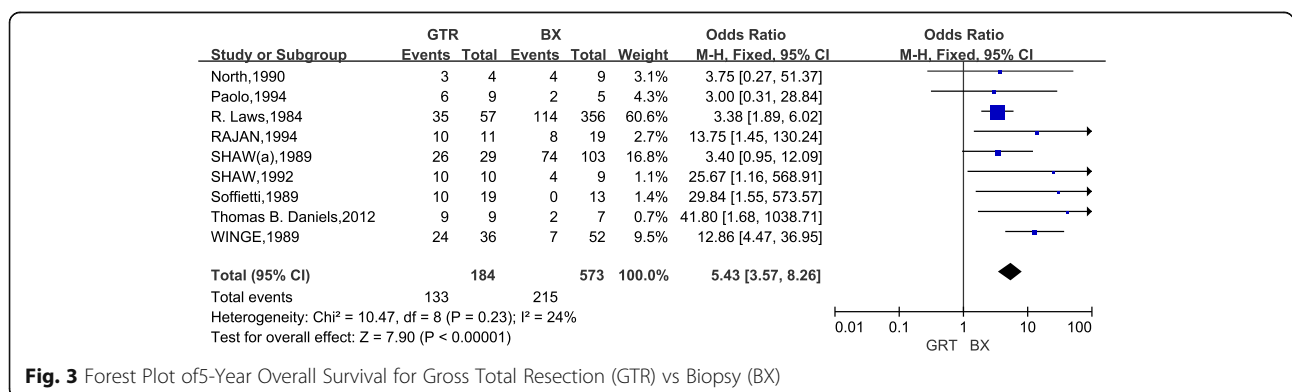 GTR BX Odds Ratio Odds Ratio
Study or Subgroup Events Total Events Total Weight M-H, Fixed, 95% CI M-H, Fixed, 95% CI
North,1990 3 4 4 9 3.1% 3.75 [0.27, 51.37]
Paolo,1994 6 9 2 5 4.3% 3.00 [0.31, 28.84]
R. Laws,1984 35 57 114 356 60.6% 3.38 [1.89, 6.02]
RAJAN,1994 10 11 8 19 2.7% 13.75 [1.45, 130.24]
SHAW(a),1989 26 29 74 103 16.8% 3.40 [0.95, 12.09]
SHAW,1992 10 10 4 9 1.1% 25.67 [1.16, 568.91]
Soffietti,1989 10 19 0 13 1.4% 29.84 [1.55, 573.57]
Thomas B. Daniels,2012 9 9 2 7 0.7% 41.80 [1.68, 1038.71]
WINGE,1989 24 36 7 52 9.5% 12.86 [4.47, 36.95]
Total (95% CI) 184 573 100.0% 5.43 [3.57, 8.26]
Total events 133 215
Heterogeneity: Chi² = 10.47, df = 8 (P = 0.23); I² = 24%
Test for overall effect: Z = 7.90 (P < 0.00001)
0.01 0.1 1 10 100
GRT BX
Fig. 3 Forest Plot of5-Year Overall Survival for Gross Total Resection (GTR) vs Biopsy (BX)